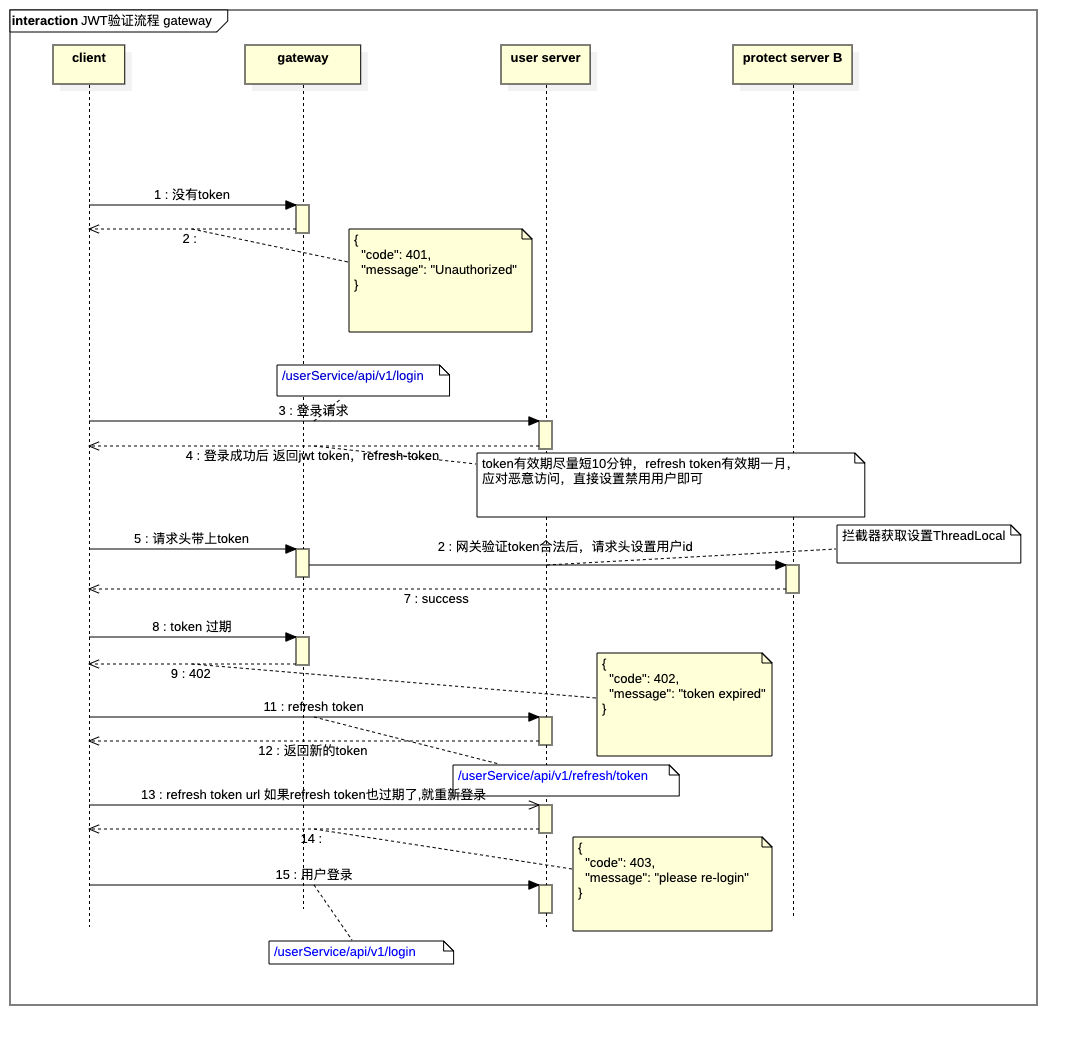 interaction JWT验证流程 gateway
client
gateway
user server
protect server B
1 : 没有token
2 :
{
"code": 401,
"message": "Unauthorized"
}
/userService/api/v1/login
3 : 登录请求
4 : 登录成功后 返回jwt token，refresh-token
token有效期尽量短10分钟，refresh token有效期一月，
应对恶意访问，直接设置禁用用户即可
5 : 请求头带上token
2 : 网关验证token合法后，请求头设置用户id
拦截器获取设置ThreadLocal
7 : success
8 : token 过期
9 : 402
{
"code": 402,
"message": "token expired"
}
11 : refresh token
12 : 返回新的token
/userService/api/v1/refresh/token
13 : refresh token url 如果refresh token也过期了,就重新登录
14 :
{
"code": 403,
"message": "please re-login"
}
15 : 用户登录
/userService/api/v1/login